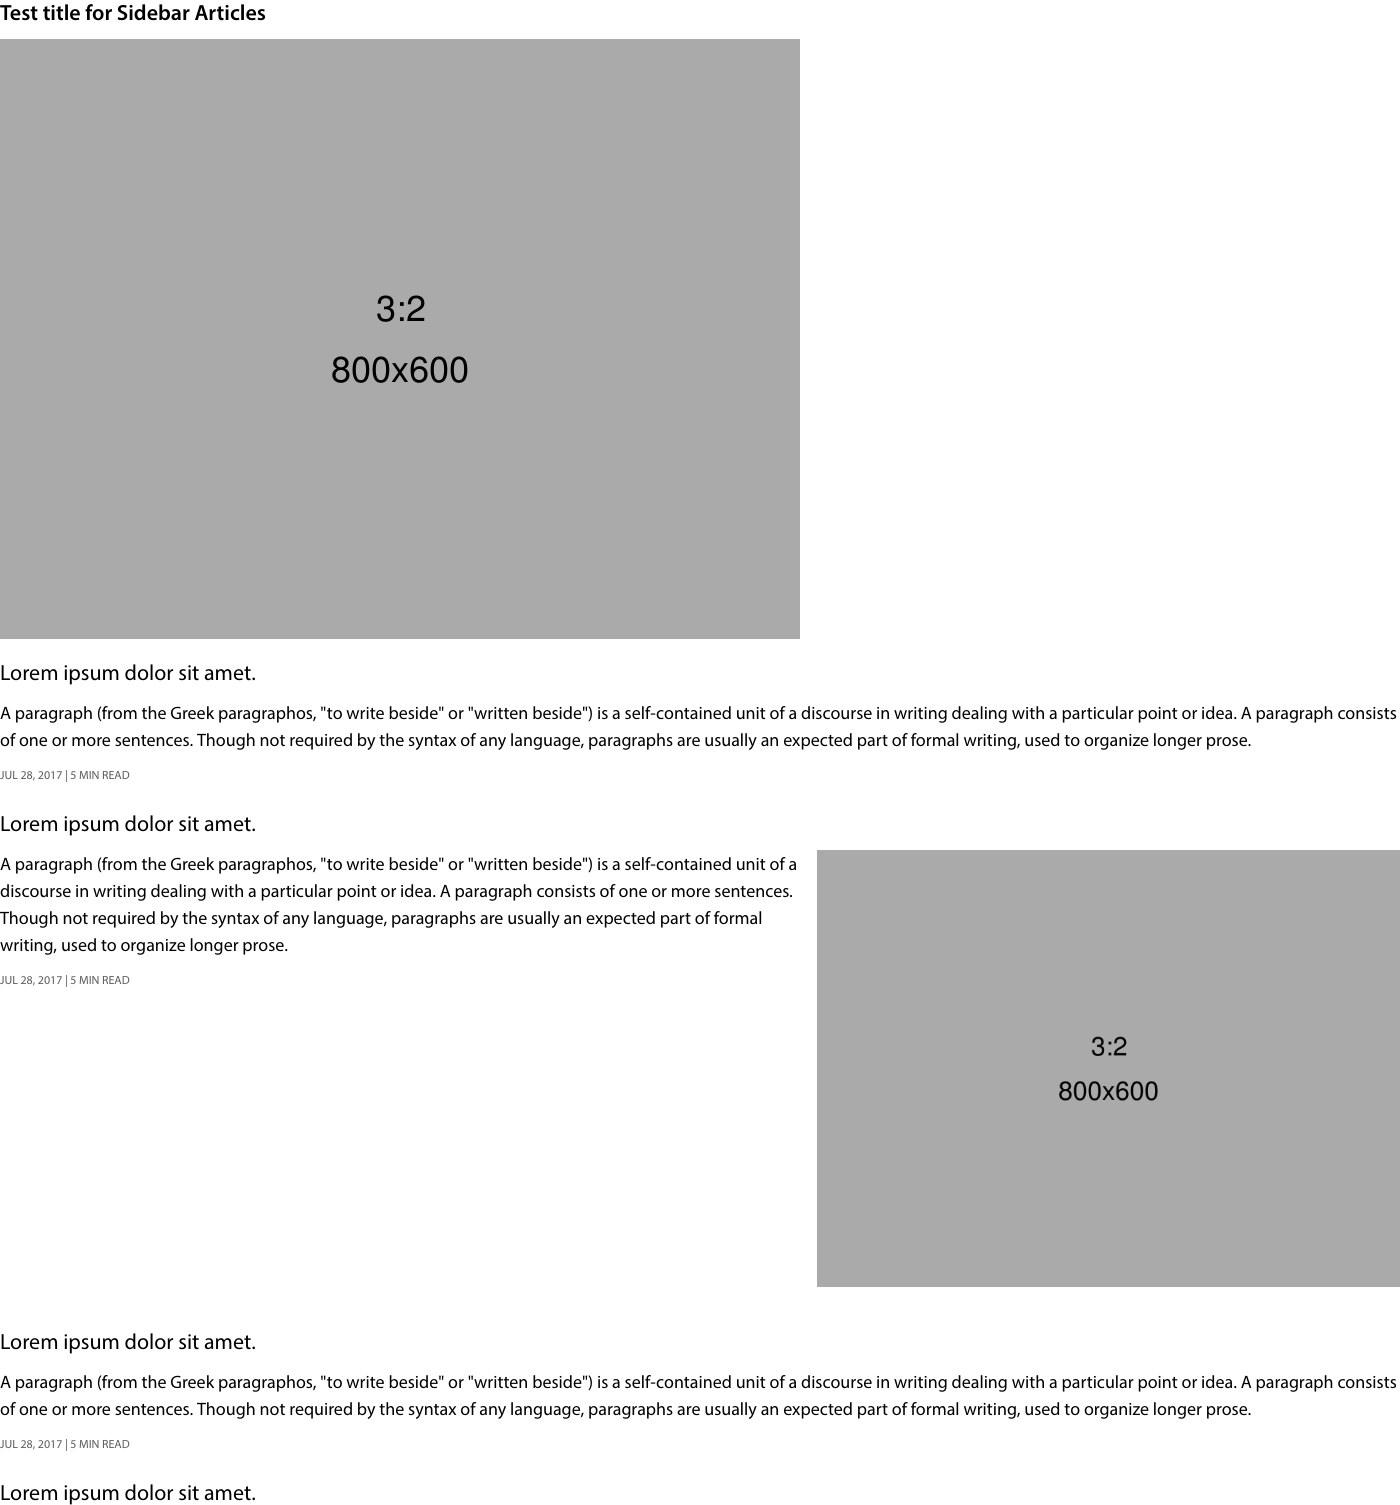 Test title for Sidebar Articles
3:2
800x600
Lorem ipsum dolor sit amet.
A paragraph (from the Greek paragraphos, "to write beside" or "written beside") is a self-contained unit of a discourse in writing dealing with a particular point or idea. A paragraph consists
of one or more sentences. Though not required by the syntax of any language, paragraphs are usually an expected part of formal writing, used to organize longer prose.
JUL 28, 2017 | 5 MIN READ
Lorem ipsum dolor sit amet.
A paragraph (from the Greek paragraphos, "to write beside" or "written beside") is a self-contained unit of a
discourse in writing dealing with a particular point or idea. A paragraph consists of one or more sentences.
Though not required by the syntax of any language, paragraphs are usually an expected part of formal
writing, used to organize longer prose.
JUL 28, 2017 | 5 MIN READ
3:2
800x600
Lorem ipsum dolor sit amet.
A paragraph (from the Greek paragraphos, "to write beside" or "written beside") is a self-contained unit of a discourse in writing dealing with a particular point or idea. A paragraph consists
of one or more sentences. Though not required by the syntax of any language, paragraphs are usually an expected part of formal writing, used to organize longer prose.
JUL 28, 2017 | 5 MIN READ
Lorem ipsum dolor sit amet.